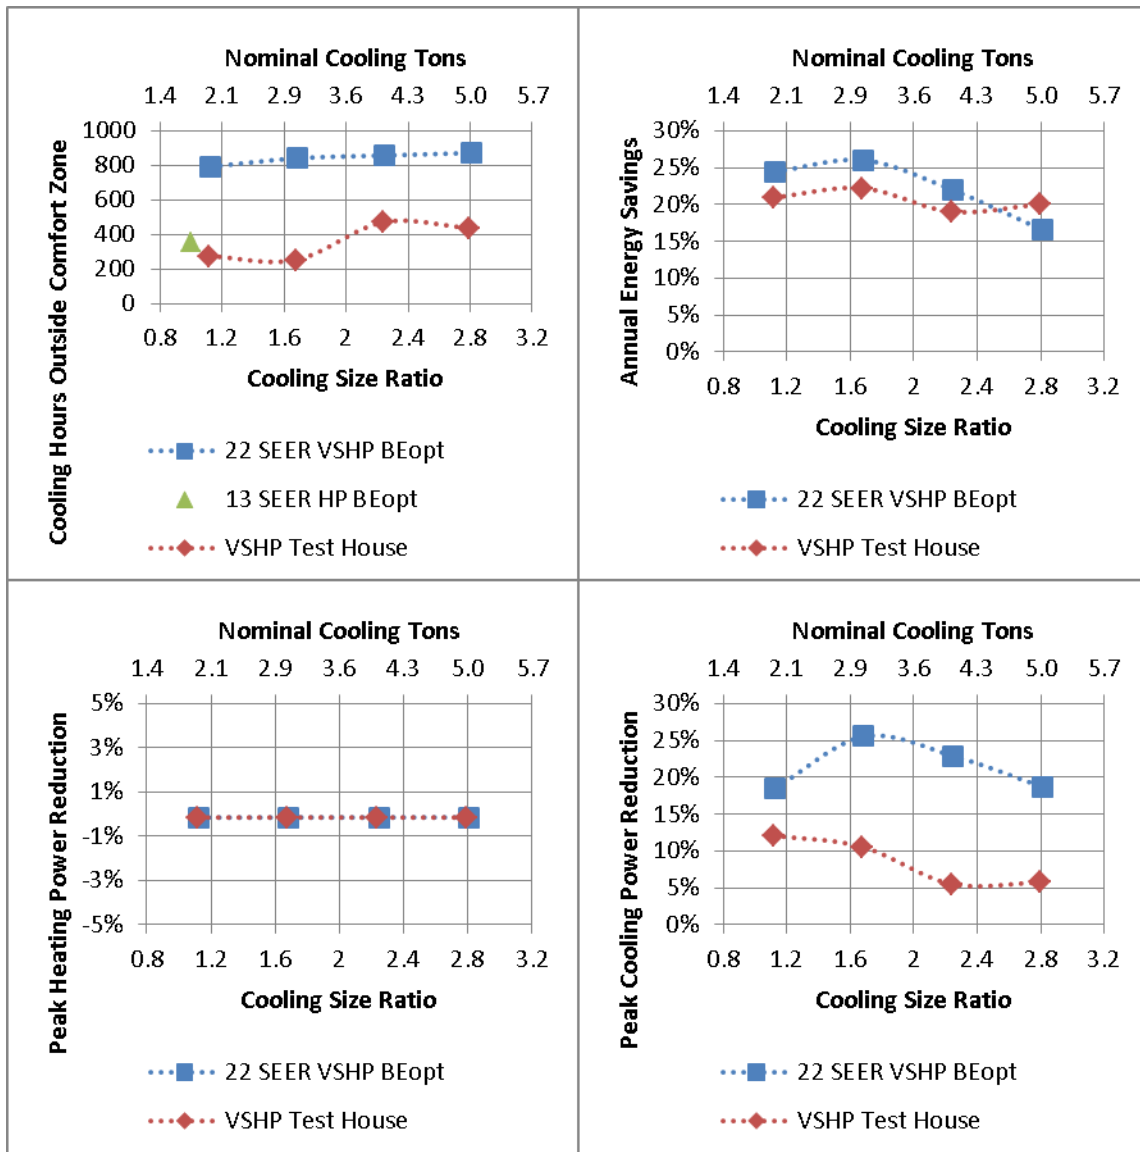 Nominal Cooling Tons
1.4 2.1 2.9 3.6 4.3 5.0 5.7
1000
800
600
400
200
0
0.8 1.2 1.6 2 2.4 2.8 3.2
Cooling Size Ratio
Cooling Hours Outside Comfort Zone
22 SEER VSHP BEopt
13 SEER HP BEopt
VSHP Test House
Nominal Cooling Tons
1.4 2.1 2.9 3.6 4.3 5.0 5.7
30%
25%
20%
15%
10%
5%
0%
0.8 1.2 1.6 2 2.4 2.8 3.2
Cooling Size Ratio
Annual Energy Savings
22 SEER VSHP BEopt
VSHP Test House
Nominal Cooling Tons
1.4 2.1 2.9 3.6 4.3 5.0 5.7
5%
3%
1%
-1%
-3%
-5%
0.8 1.2 1.6 2 2.4 2.8 3.2
Cooling Size Ratio
Peak Heating Power Reduction
22 SEER VSHP BEopt
VSHP Test House
Nominal Cooling Tons
1.4 2.1 2.9 3.6 4.3 5.0 5.7
30%
25%
20%
15%
10%
5%
0%
0.8 1.2 1.6 2 2.4 2.8 3.2
Cooling Size Ratio
Peak Cooling Power Reduction
22 SEER VSHP BEopt
VSHP Test House